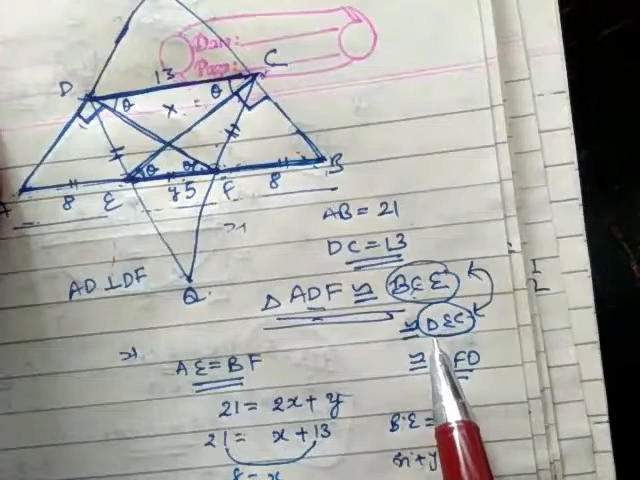 Date:
Page:
D 13 C
θ x θ
θ θ
A 8 E 5 F 8 B
AB = 21
DC = 13
AD ⊥ DF
Q
Δ ADF ≅ BCE
≅ DEC
≅ FD
AE = BF
21 = 2x + y
21 = x + 13
8 = x